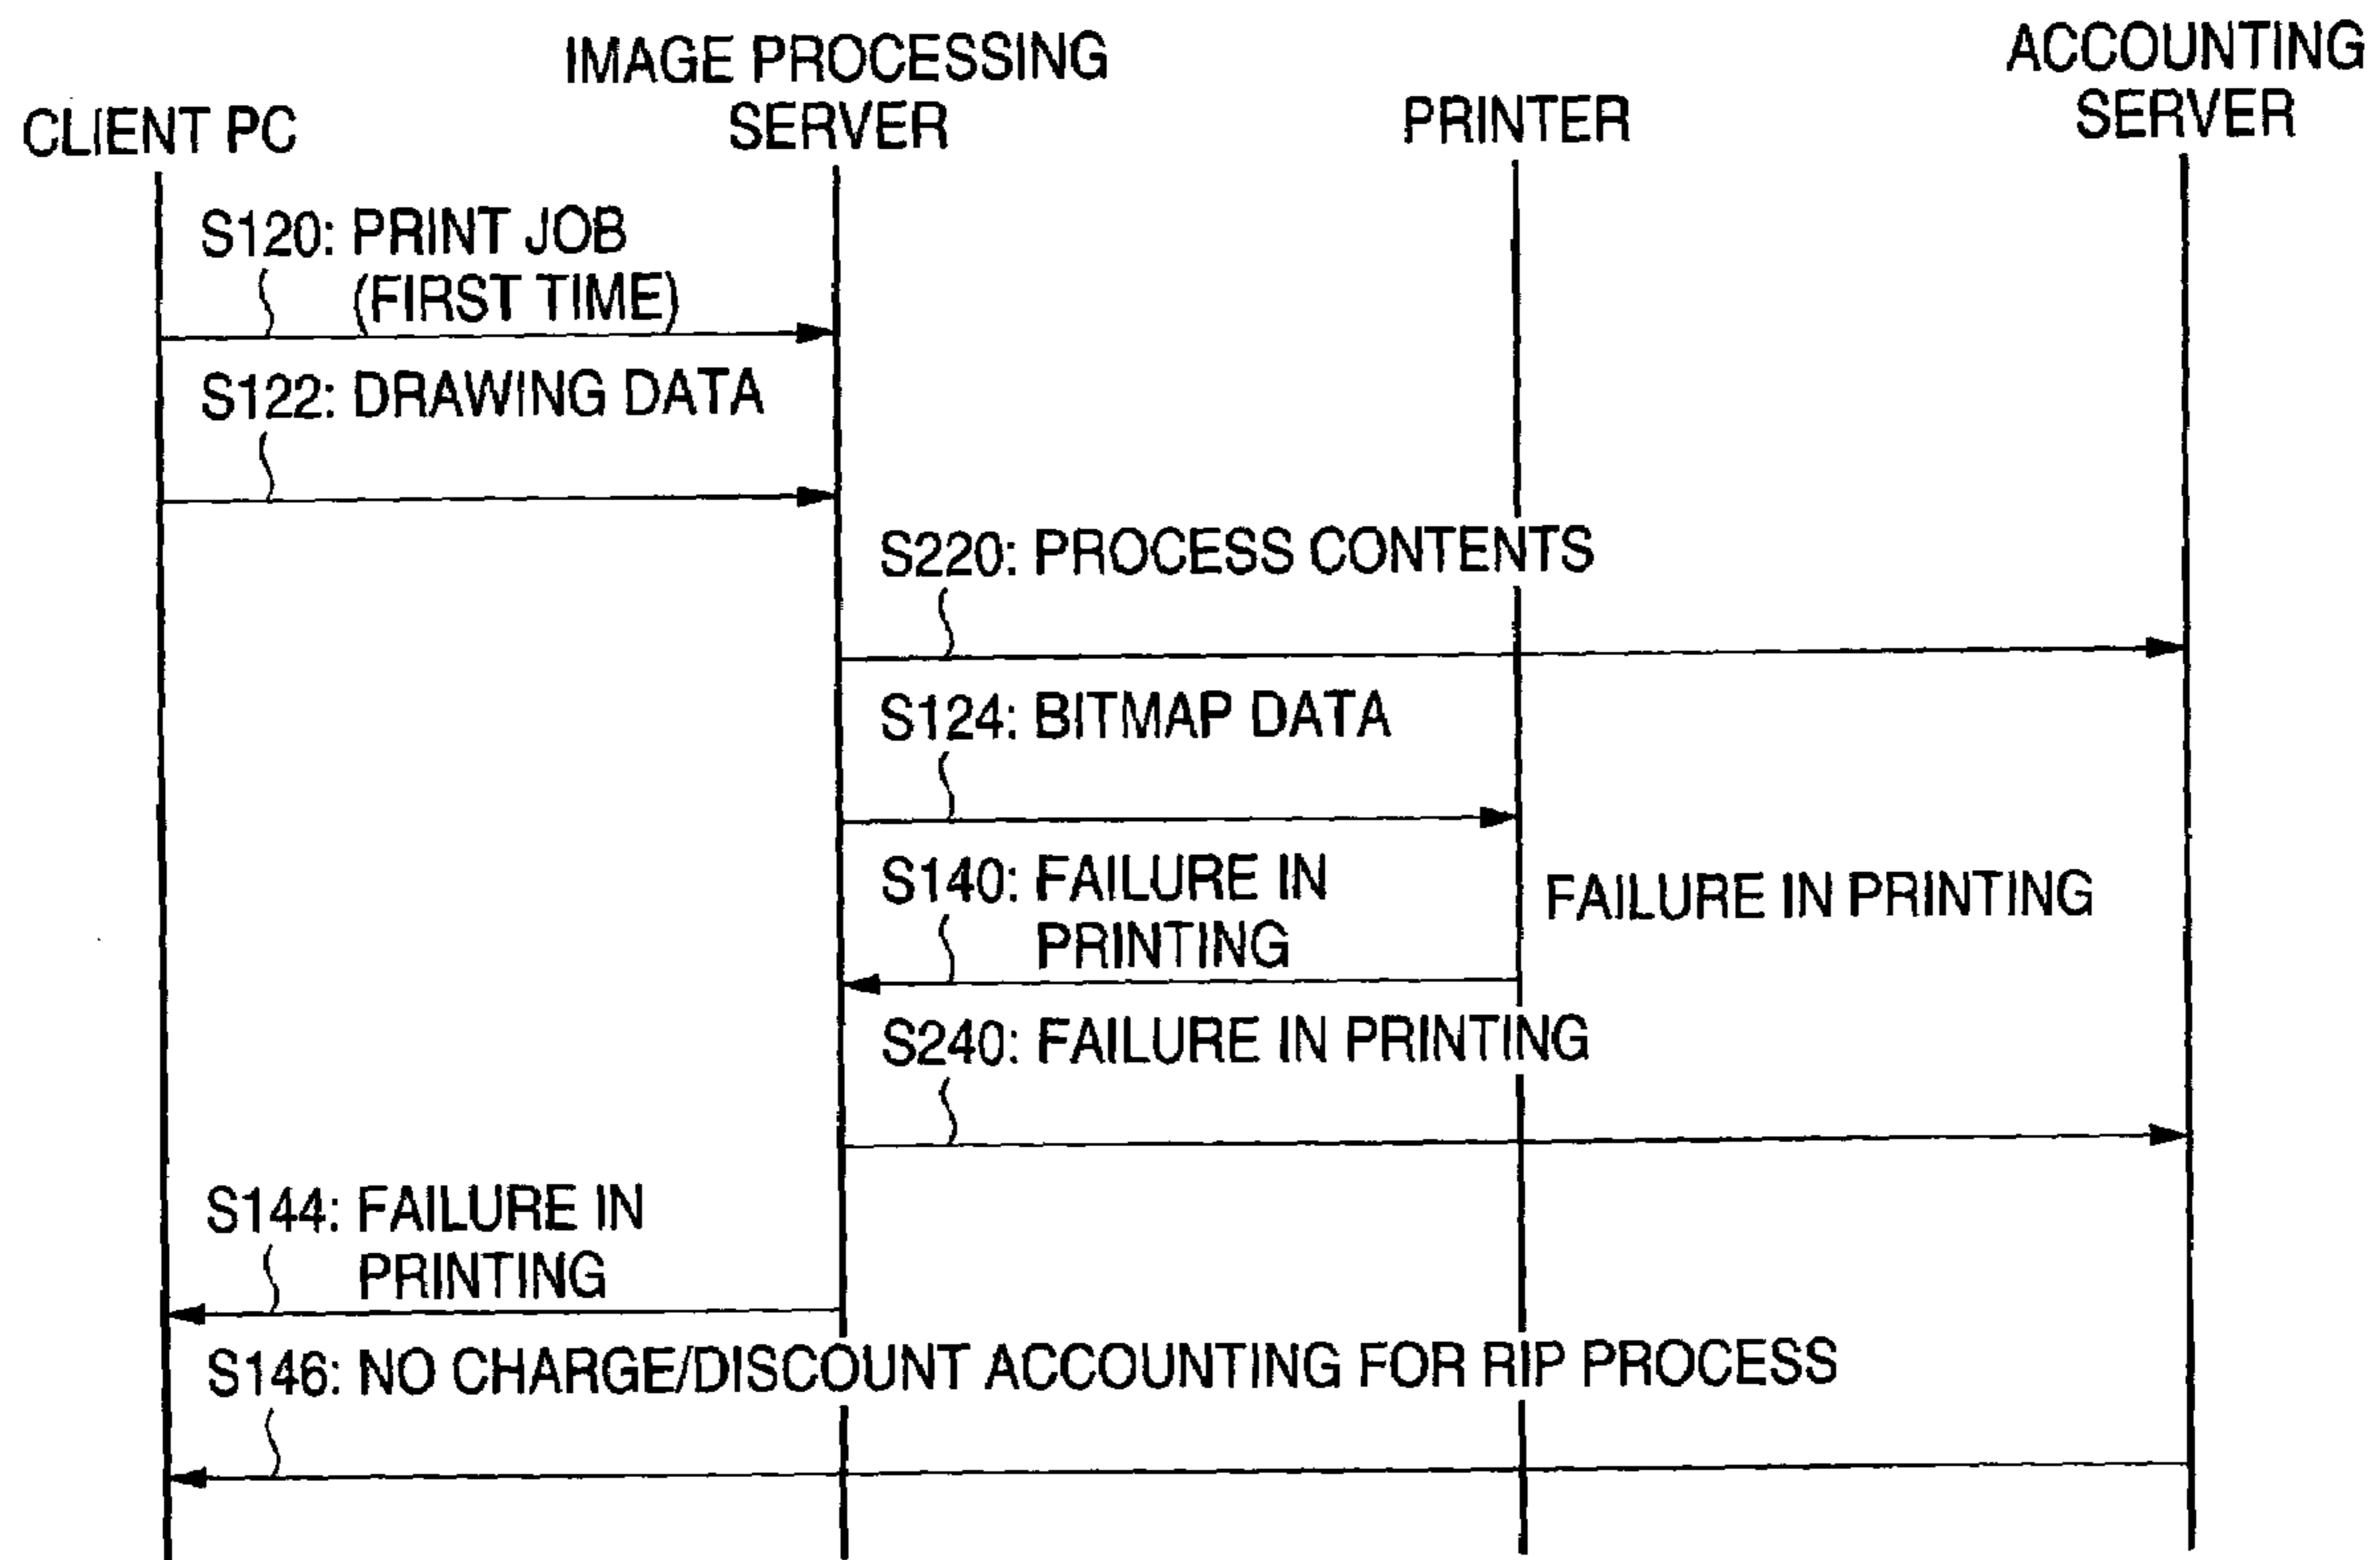 CLIENT PC
IMAGE PROCESSING
SERVER
PRINTER
ACCOUNTING
SERVER
S120: PRINT JOB
(FIRST TIME)
S122: DRAWING DATA
S220: PROCESS CONTENTS
S124: BITMAP DATA
S140: FAILURE IN
PRINTING
FAILURE IN PRINTING
S240: FAILURE IN PRINTING
S144: FAILURE IN
PRINTING
S146: NO CHARGE/DISCOUNT ACCOUNTING FOR RIP PROCESS